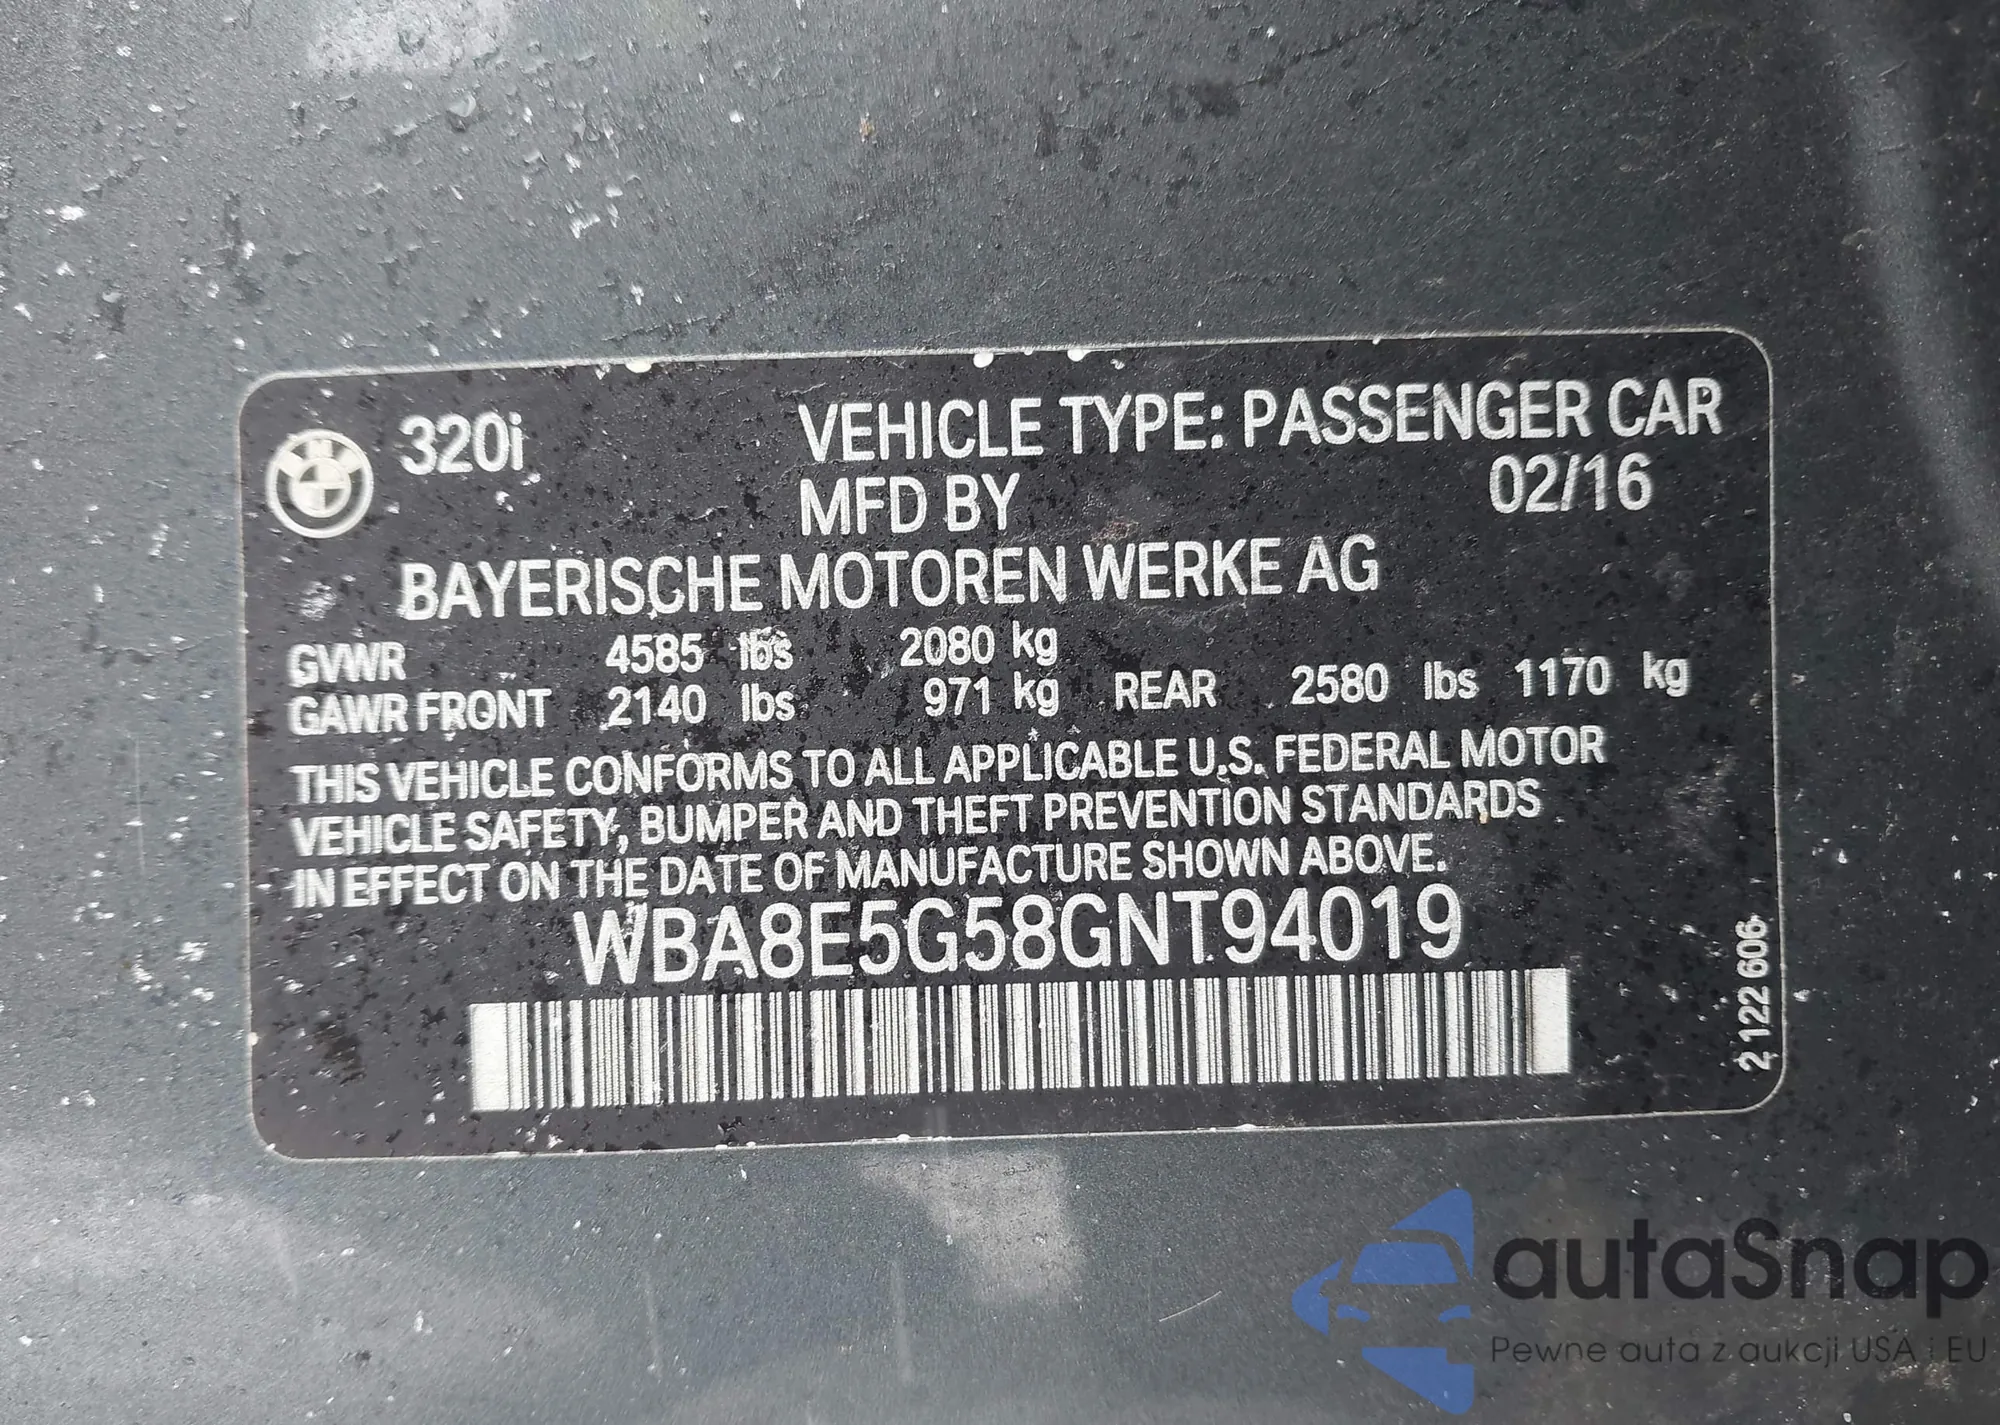 320i VEHICLE TYPE: PASSENGER CAR
MFD BY 02/16
BAYERISCHE MOTOREN WERKE AG
GVWR 4585 lbs 2080 kg
GAWR FRONT 2140 lbs 971 kg REAR 2580 lbs 1170 kg
THIS VEHICLE CONFORMS TO ALL APPLICABLE U.S. FEDERAL MOTOR
VEHICLE SAFETY, BUMPER AND THEFT PREVENTION STANDARDS
IN EFFECT ON THE DATE OF MANUFACTURE SHOWN ABOVE.
WBA8E5G58GNT94019
2 122 606
autaSnap
Pewne auta z aukcji USA i EU